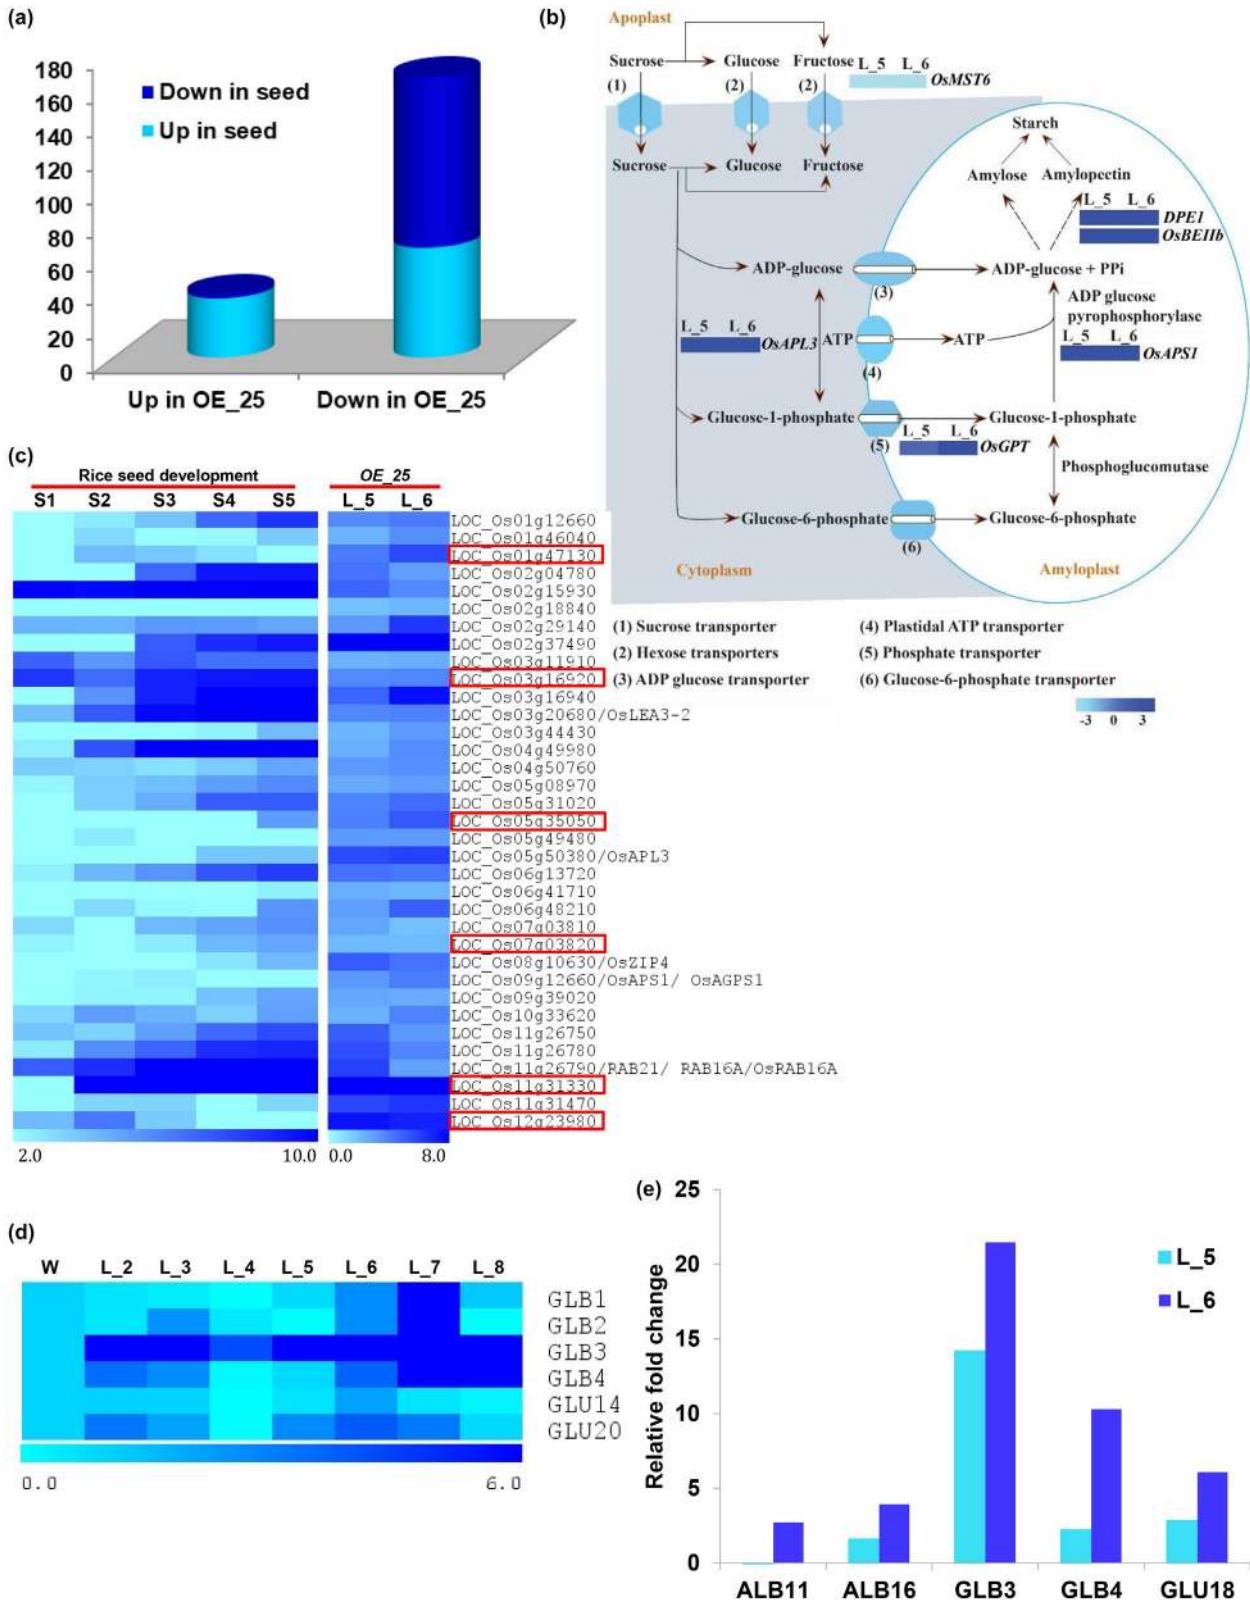 (a)
180
160
140
120
100
80
60
40
20
0
Down in seed
Up in seed
Up in OE_25
Down in OE_25
(b)
Apoplast
Sucrose
Glucose
Fructose
L_5 L_6
OsMST6
(1)
(2)
(2)
Sucrose
Glucose
Fructose
Starch
Amylose
Amylopectin
L_5 L_6
DPE1
OsBEIIb
ADP-glucose
(3)
ADP-glucose + PPi
ADP glucose
pyrophosphorylase
L_5 L_6
OsAPL3
ATP
(4)
ATP
L_5 L_6
OsAPS1
Glucose-1-phosphate
(5)
Glucose-1-phosphate
L_5 L_6
OsGPT
Phosphoglucomutase
Glucose-6-phosphate
(6)
Glucose-6-phosphate
Cytoplasm
Amyloplast
(1) Sucrose transporter
(2) Hexose transporters
(3) ADP glucose transporter
(4) Plastidal ATP transporter
(5) Phosphate transporter
(6) Glucose-6-phosphate transporter
-3 0 3
(c)
Rice seed development
OE_25
S1 S2 S3 S4 S5 L_5 L_6
LOC_Os01g12660
LOC_Os01g46040
LOC_Os01g47130
LOC_Os02g04780
LOC_Os02g15930
LOC_Os02g18840
LOC_Os02g29140
LOC_Os02g37490
LOC_Os03g11910
LOC_Os03g16920
LOC_Os03g16940
LOC_Os03g20680/OsLEA3-2
LOC_Os03g44430
LOC_Os04g49980
LOC_Os04g50760
LOC_Os05g08970
LOC_Os05g31020
LOC_Os05g35050
LOC_Os05g49480
LOC_Os05g50380/OsAPL3
LOC_Os06g13720
LOC_Os06g41710
LOC_Os06g48210
LOC_Os07g03810
LOC_Os07g03820
LOC_Os08g10630/OsZIP4
LOC_Os09g12660/OsAPS1/ OsAGPS1
LOC_Os09g39020
LOC_Os10g33620
LOC_Os11g26750
LOC_Os11g26780
LOC_Os11g26790/RAB21/ RAB16A/OsRAB16A
LOC_Os11g31330
LOC_Os11g31470
LOC_Os12g23980
2.0 10.0 0.0 8.0
(d)
W L_2 L_3 L_4 L_5 L_6 L_7 L_8
GLB1
GLB2
GLB3
GLB4
GLU14
GLU20
0.0 6.0
(e)
Relative fold change
25
20
15
10
5
0
L_5
L_6
ALB11 ALB16 GLB3 GLB4 GLU18